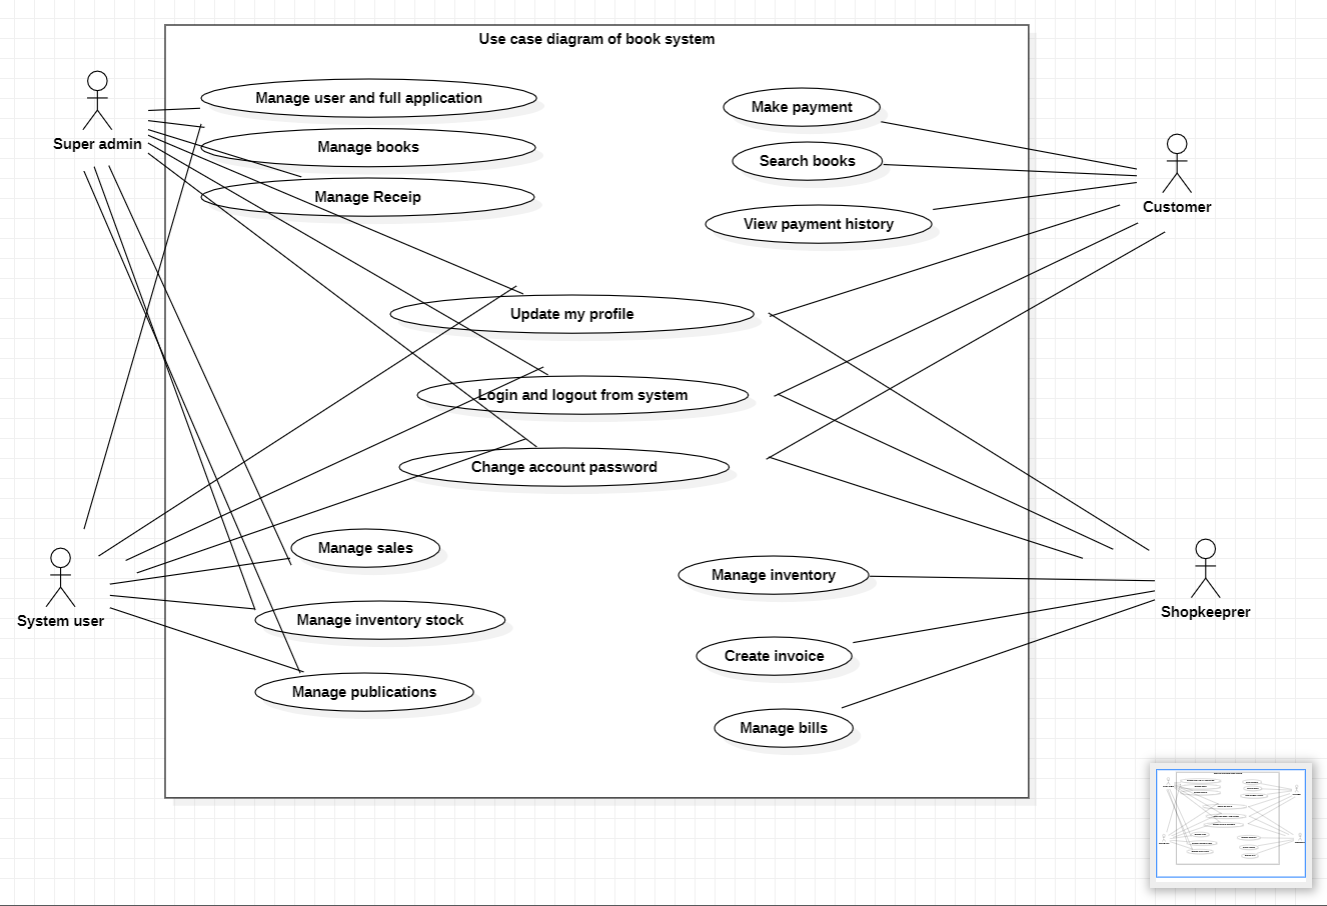 Use case diagram of book system
Super admin
Manage user and full application
Manage books
Manage Receip
Make payment
Search books
View payment history
Customer
Update my profile
Login and logout from system
Change account password
Manage sales
Manage inventory stock
Manage publications
System user
Manage inventory
Create invoice
Manage bills
Shopkeeprer